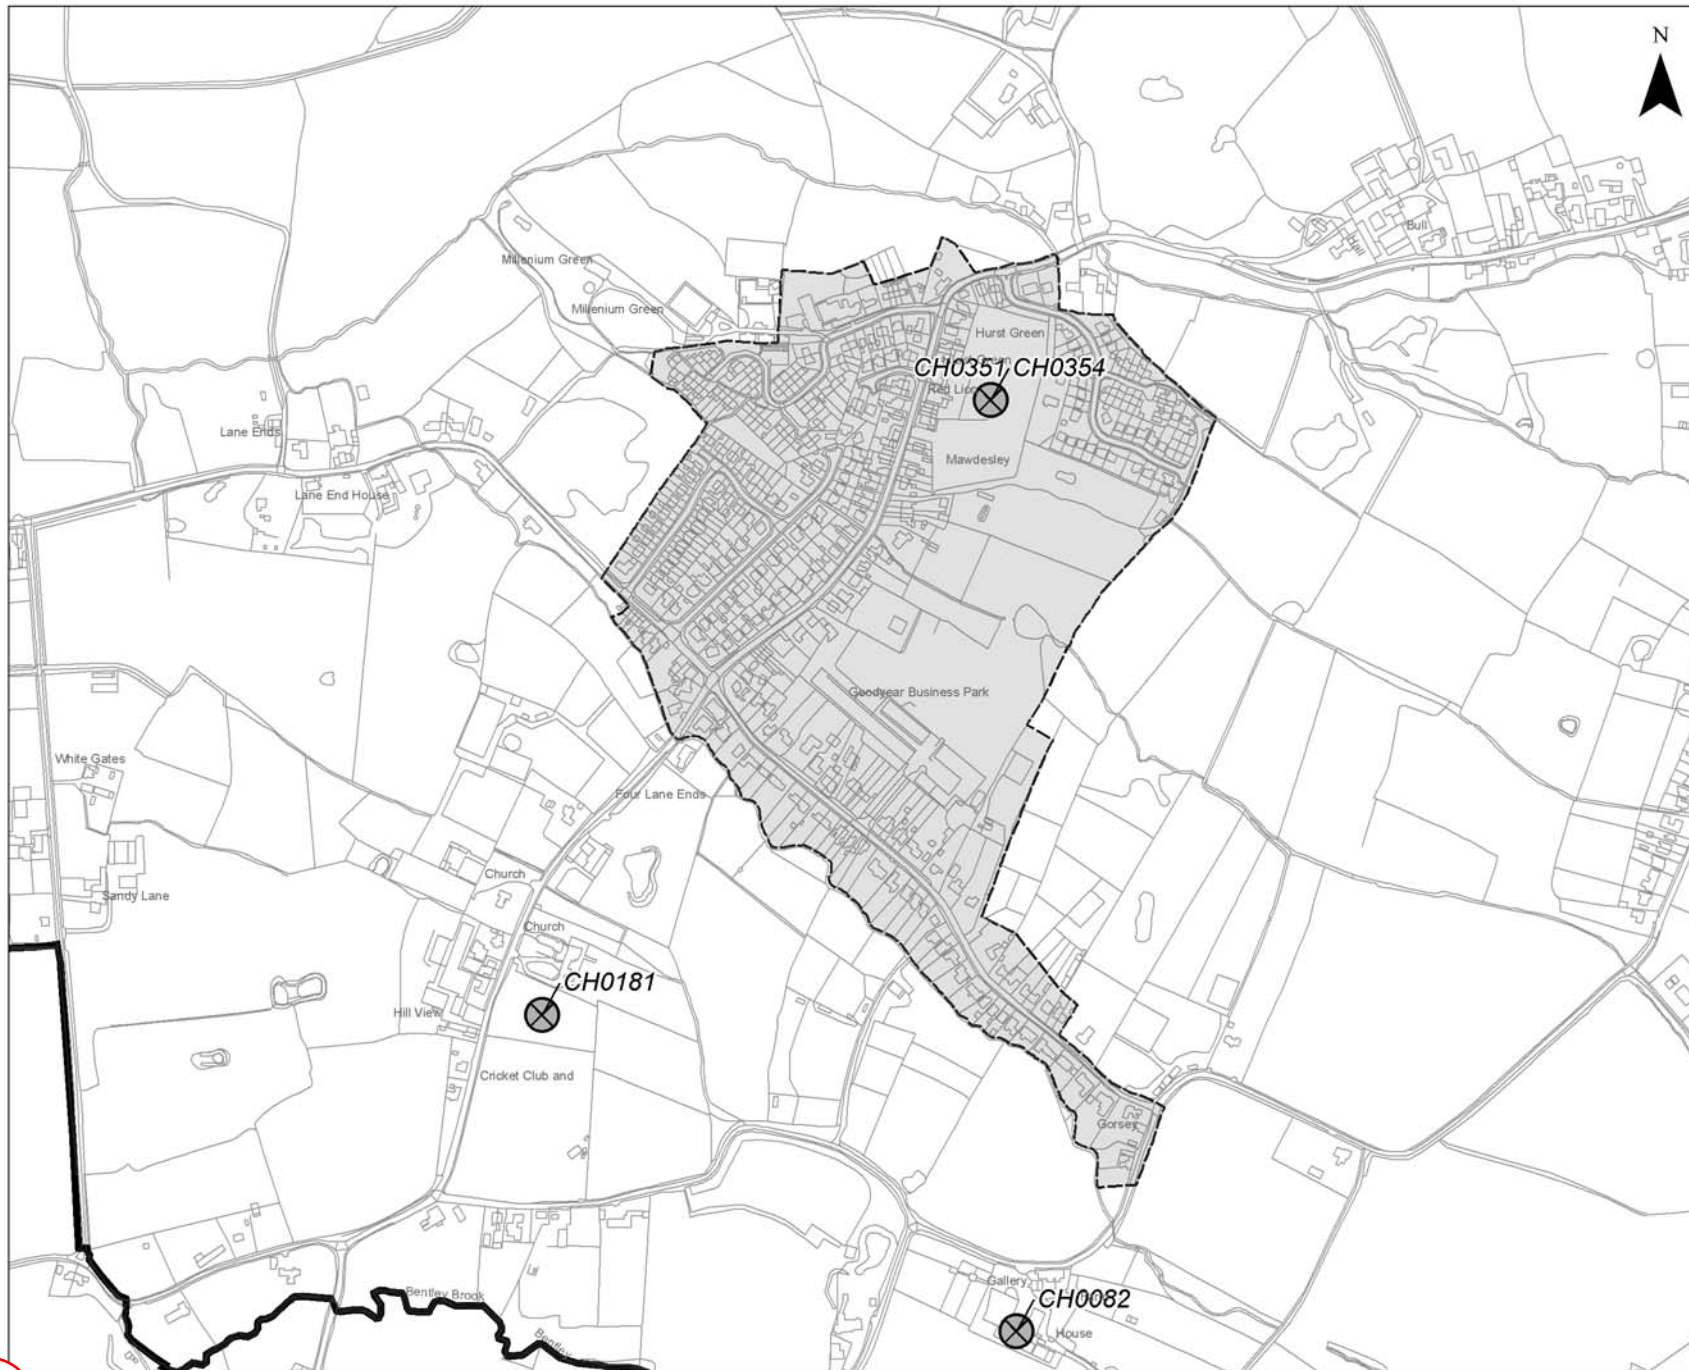 N
Bull
Hall
Millenium Green
Millenium Green
Hurst Green
CH0351/CH0354
Red Lion
Lane Ends
Mawdesley
Lane End House
Goodyear Business Park
White Gates
Four Lane Ends
Church
Sandy Lane
Church
CH0181
Hill View
Cricket Club and
Gorsey
Gallery
Bentley Brook
CH0082
House